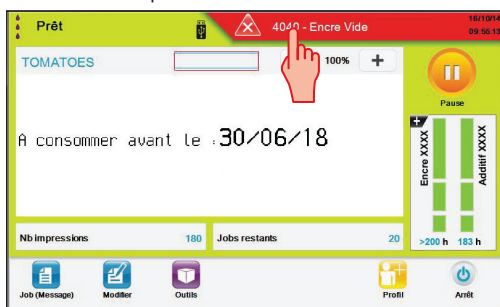 Prêt
4040 - Encre Vide
16/10/14
09:56:13
TOMATOES
100% +
Pause
A consommer avant le :30/06/18
Encre XXXX
Additif XXXX
Nb impressions 180
Jobs restants 20
>200 h 183 h
Job (Message)
Modifier
Outils
Profil
Arrêt